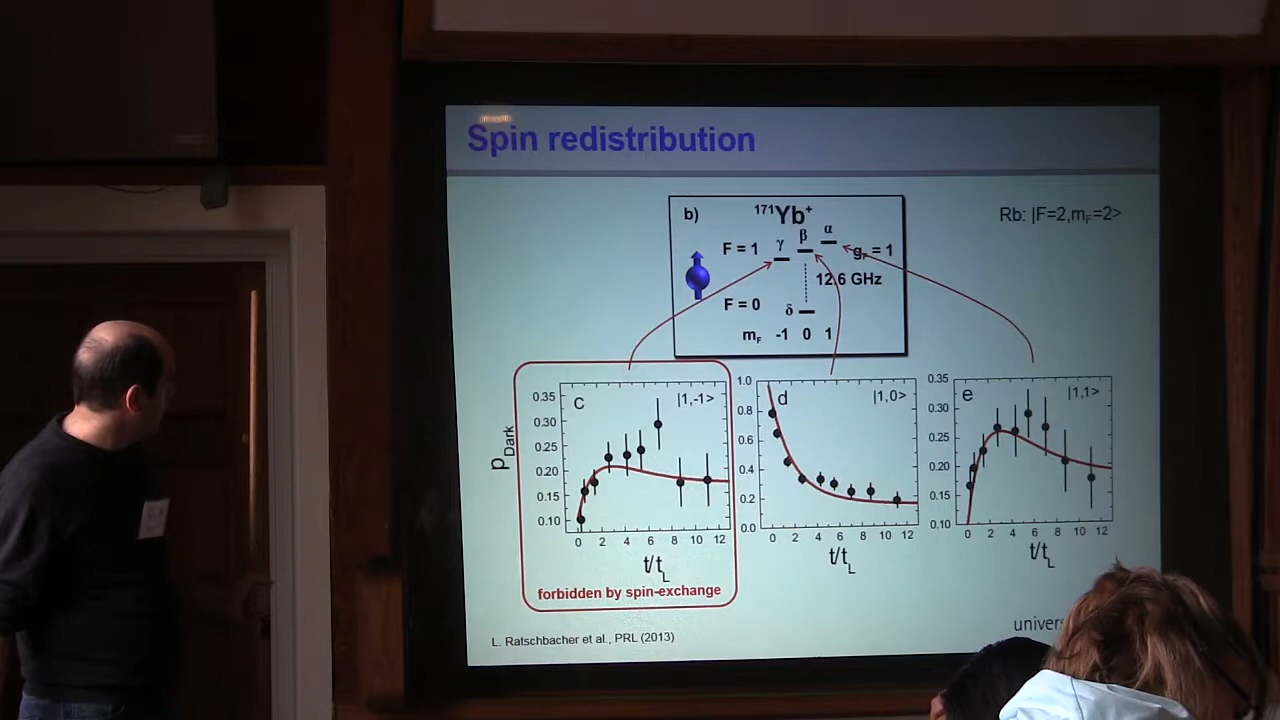 Spin redistribution
b) ¹⁷¹Yb⁺
Rb: |F=2,mF=2>
γ β α
F = 1 gF = 1
12.6 GHz
F = 0 δ
mF -1 0 1
pDark
c |1,-1>
0.35
0.30
0.25
0.20
0.15
0.10
0 2 4 6 8 10 12
t/tL
forbidden by spin-exchange
d |1,0>
1.0
0.8
0.6
0.4
0.2
0.0
0 2 4 6 8 10 12
t/tL
e |1,1>
0.35
0.30
0.25
0.20
0.15
0.10
0 2 4 6 8 10 12
t/tL
L. Ratschbacher et al., PRL (2013)